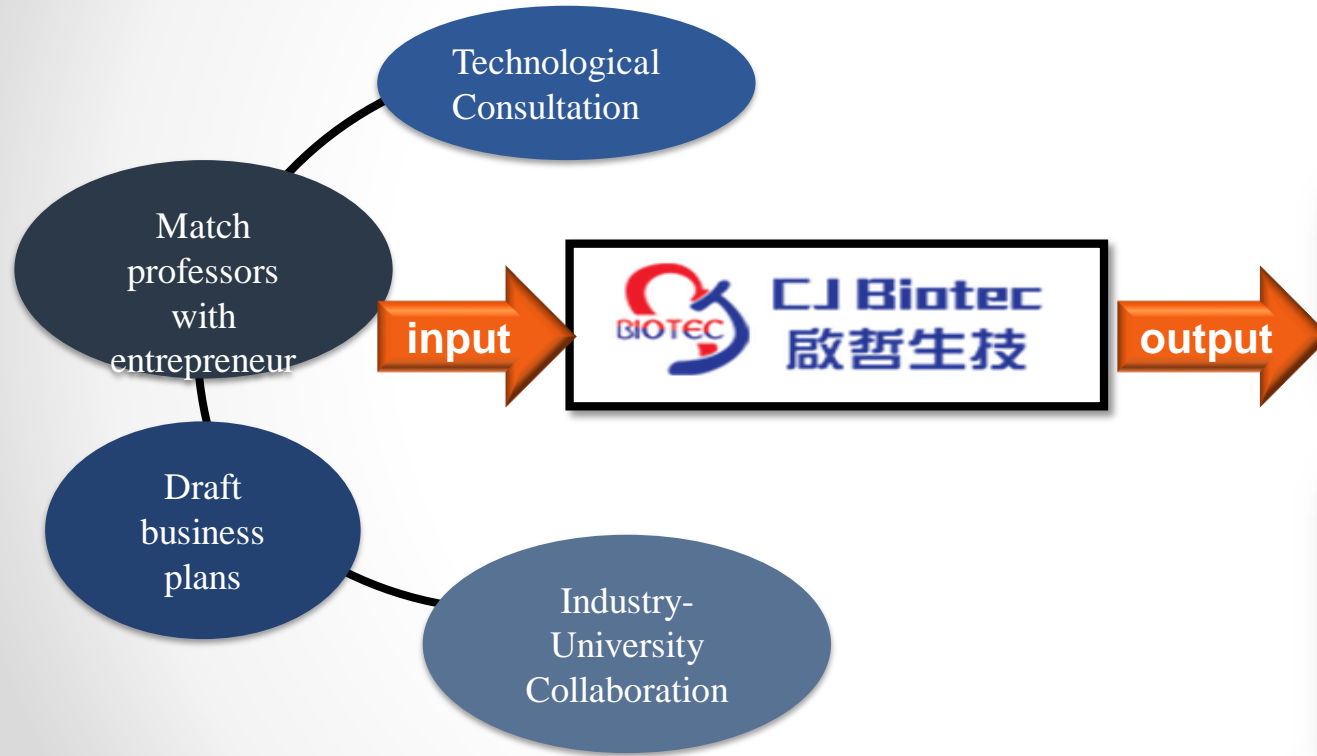 Technological
Consultation
Match
professors
with
entrepreneur
input
BIOTEC
CJ Biotec
啟哲生技
output
Draft
business
plans
Industry-
University
Collaboration